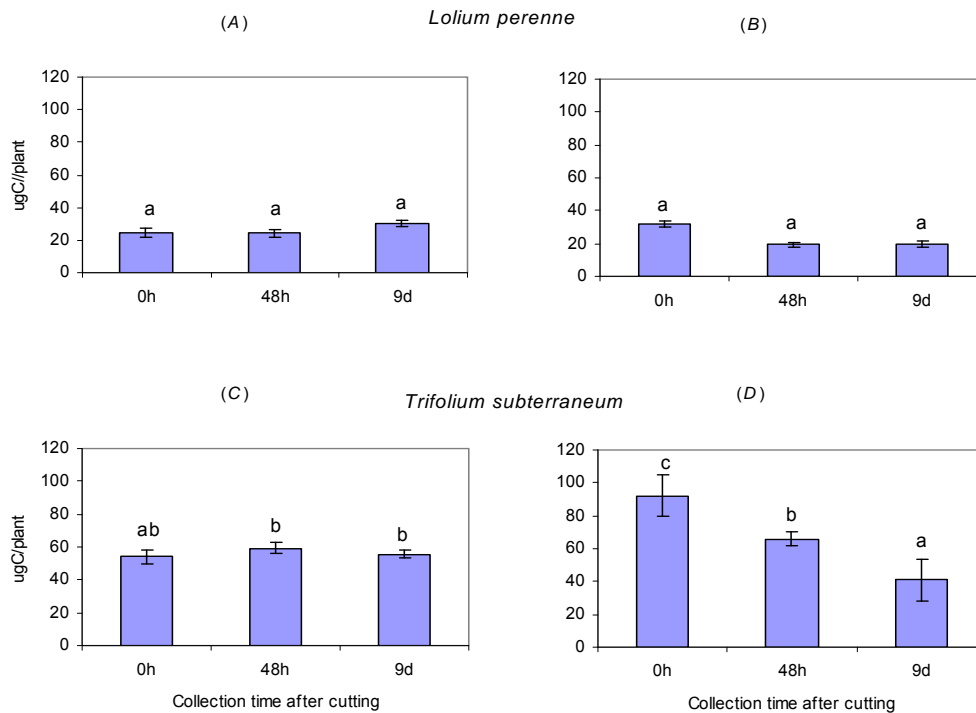 (A) Lolium perenne (B)
120
100
80
60
40
20
0
ugC//plant
a a a
0h 48h 9d
120
100
80
60
40
20
0
a a a
0h 48h 9d
(C) Trifolium subterraneum (D)
120
100
80
60
40
20
0
ugC/plant
ab b b
0h 48h 9d
Collection time after cutting
120
100
80
60
40
20
0
c b a
0h 48h 9d
Collection time after cutting